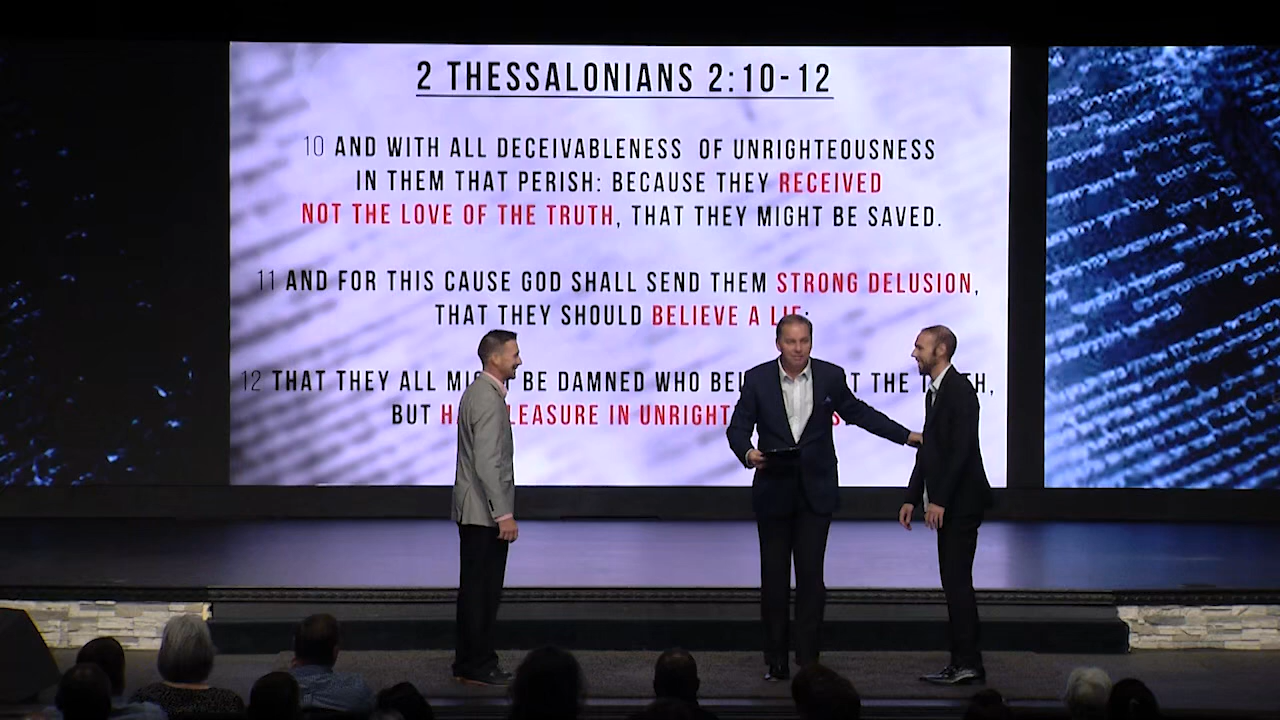 2 THESSALONIANS 2:10-12
10 AND WITH ALL DECEIVABLENESS OF UNRIGHTEOUSNESS
IN THEM THAT PERISH: BECAUSE THEY RECEIVED
NOT THE LOVE OF THE TRUTH, THAT THEY MIGHT BE SAVED.
11 AND FOR THIS CAUSE GOD SHALL SEND THEM STRONG DELUSION,
THAT THEY SHOULD BELIEVE A LIE:
12 THAT THEY ALL BE DAMNED WHO THE
BUT IN